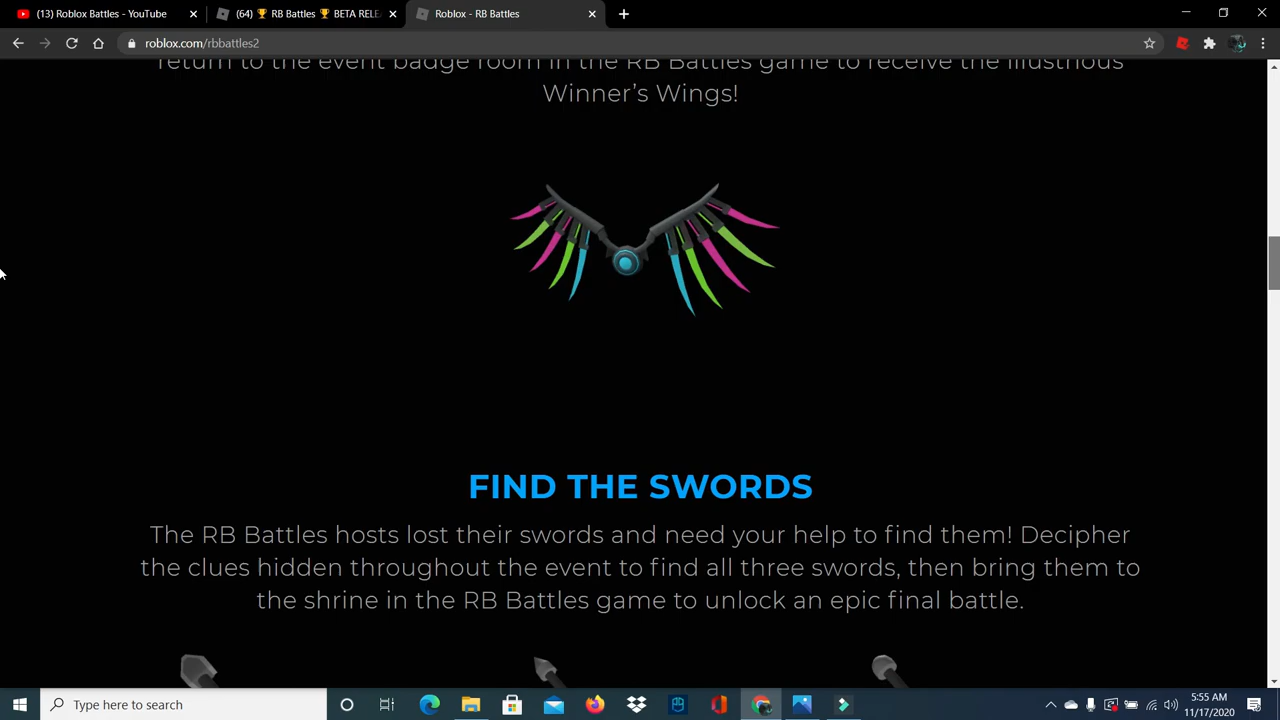 (13) Roblox Battles - YouTube
(64) 🏆 RB Battles 🏆 BETA RELE
Roblox - RB Battles
roblox.com/rbbattles2
return to the event badge room in the RB Battles game to receive the illustrious
Winner’s Wings!
FIND THE SWORDS
The RB Battles hosts lost their swords and need your help to find them! Decipher
the clues hidden throughout the event to find all three swords, then bring them to
the shrine in the RB Battles game to unlock an epic final battle.
Type here to search
5:55 AM
11/17/2020